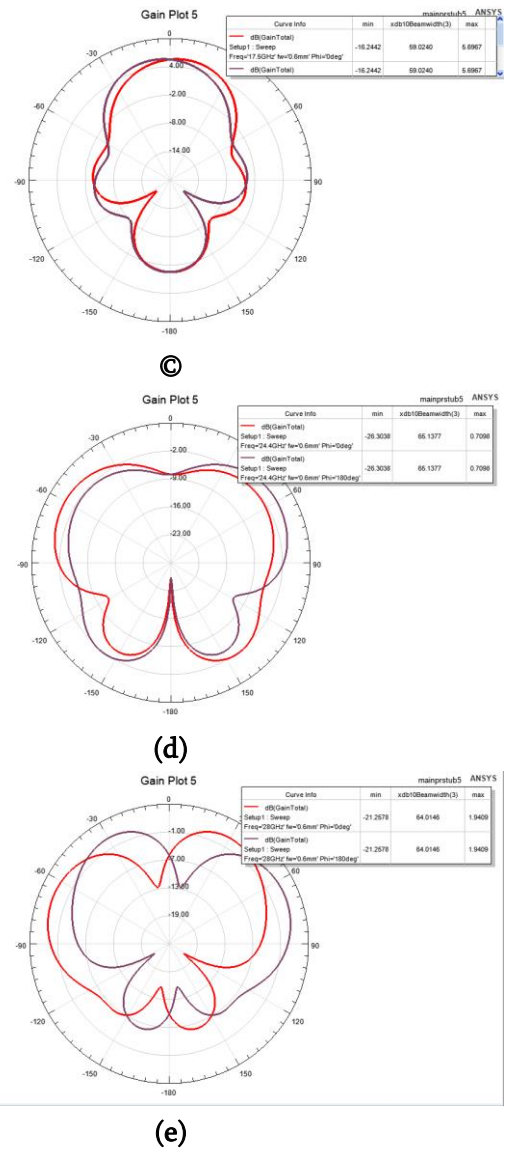 Gain Plot 5
mainprstub5 ANSYS
Curve Info min xdb10Beamwidth(3) max
dB(GainTotal)
Setup1 : Sweep -16.2442 59.0240 5.6967
Freq='17.5GHz' fw='0.6mm' Phi='0deg'
dB(GainTotal) -16.2442 59.0240 5.6967
0
-30
4.00
-60 60
-2.00
-8.00
-14.00
-90 90
-120 120
-150 150
-180
©
Gain Plot 5
mainprstub5 ANSYS
Curve Info min xdb10Beamwidth(3) max
dB(GainTotal)
Setup1 : Sweep -26.3038 65.1377 0.7098
Freq='24.4GHz' fw='0.6mm' Phi='0deg'
dB(GainTotal)
Setup1 : Sweep -26.3038 65.1377 0.7098
Freq='24.4GHz' fw='0.6mm' Phi='180deg'
0
-30
-2.00
-60 60
-9.00
-16.00
-23.00
-90 90
-120 120
-150 150
-180
(d)
Gain Plot 5
mainprstub5 ANSYS
Curve Info min xdb10Beamwidth(3) max
dB(GainTotal)
Setup1 : Sweep -21.2578 64.0146 1.9409
Freq='28GHz' fw='0.6mm' Phi='0deg'
dB(GainTotal)
Setup1 : Sweep -21.2578 64.0146 1.9409
Freq='28GHz' fw='0.6mm' Phi='180deg'
0
-30
-1.00
-60 60
-7.00
-13.00
-19.00
-90 90
-120 120
-150 150
-180
(e)